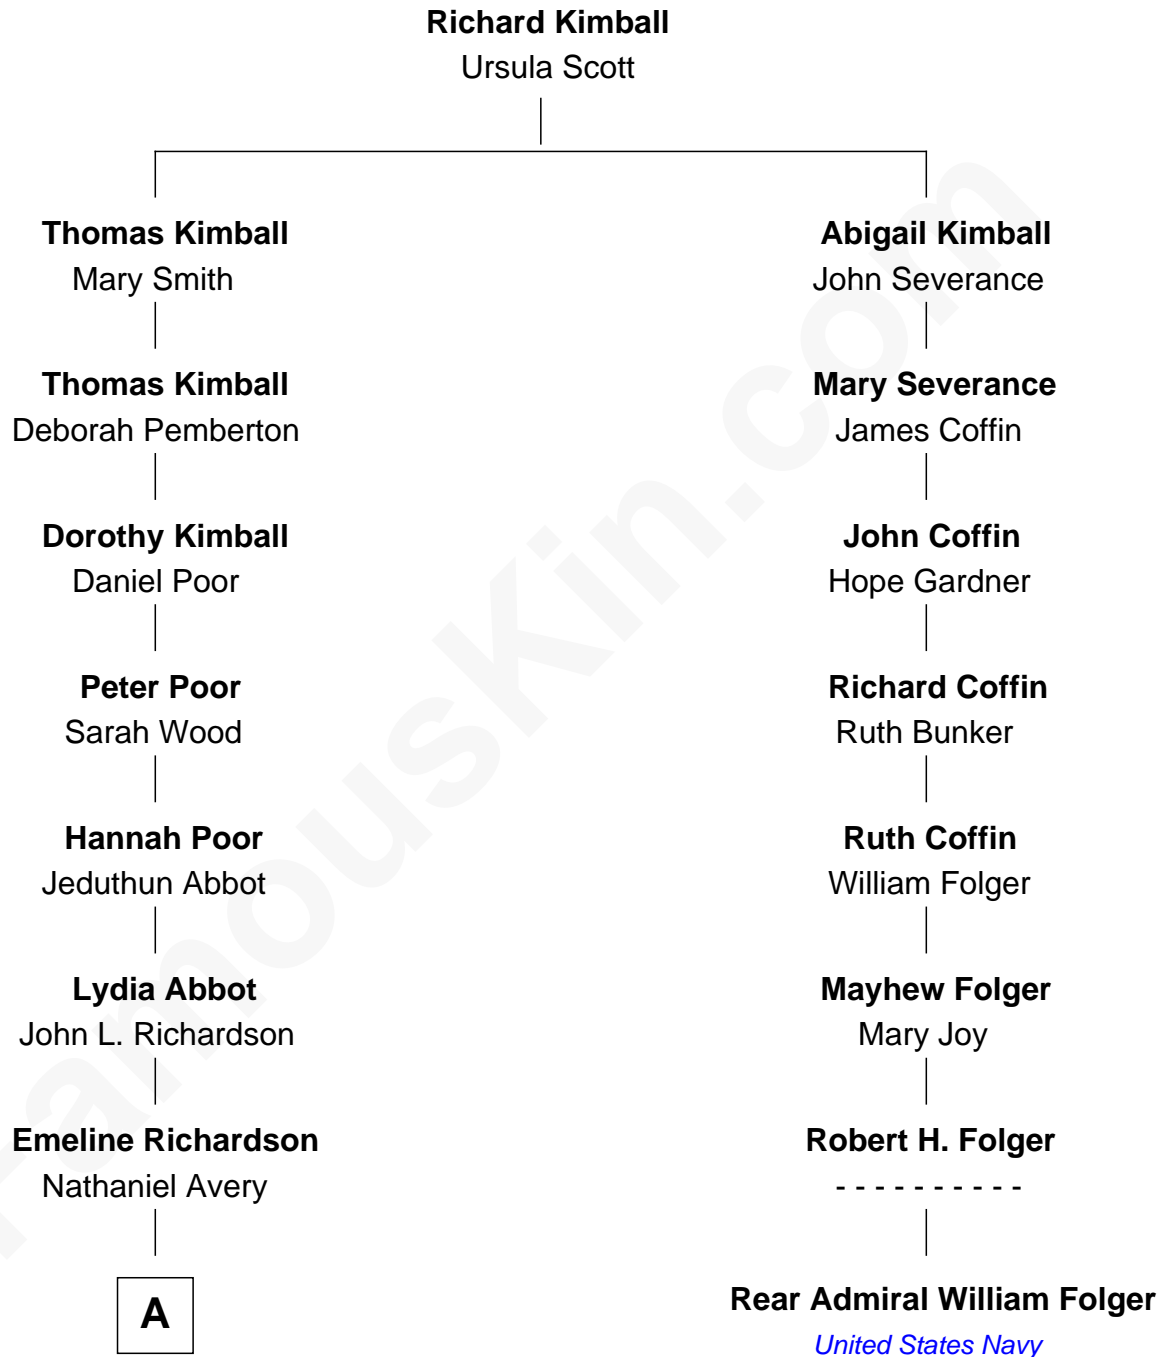 Richard Kimball
Ursula Scott
Thomas Kimball
Mary Smith
Abigail Kimball
John Severance
Thomas Kimball
Deborah Pemberton
Mary Severance
James Coffin
Dorothy Kimball
Daniel Poor
John Coffin
Hope Gardner
Peter Poor
Sarah Wood
Richard Coffin
Ruth Bunker
Hannah Poor
Jeduthun Abbot
Ruth Coffin
William Folger
Lydia Abbot
John L. Richardson
Mayhew Folger
Mary Joy
Emeline Richardson
Nathaniel Avery
Robert H. Folger
- - - - - - - - - -
A
Rear Admiral William Folger
United States Navy
FamousKin.com